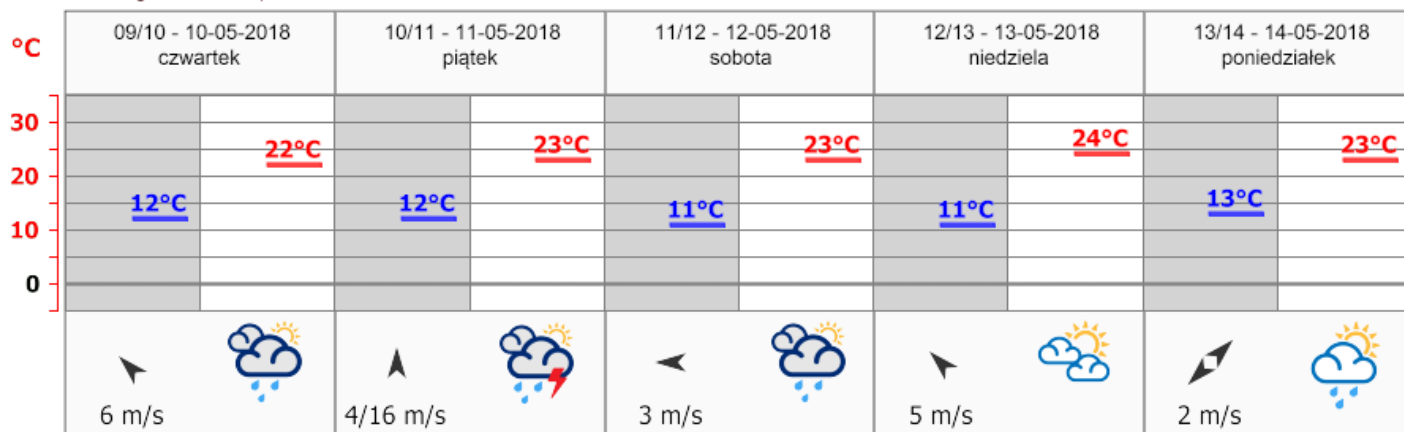 °C
09/10 - 10-05-2018
czwartek
10/11 - 11-05-2018
piątek
11/12 - 12-05-2018
sobota
12/13 - 13-05-2018
niedziela
13/14 - 14-05-2018
poniedziałek
30
20
10
0
22°C
23°C
23°C
24°C
23°C
12°C
12°C
11°C
11°C
13°C
6 m/s
4/16 m/s
3 m/s
5 m/s
2 m/s